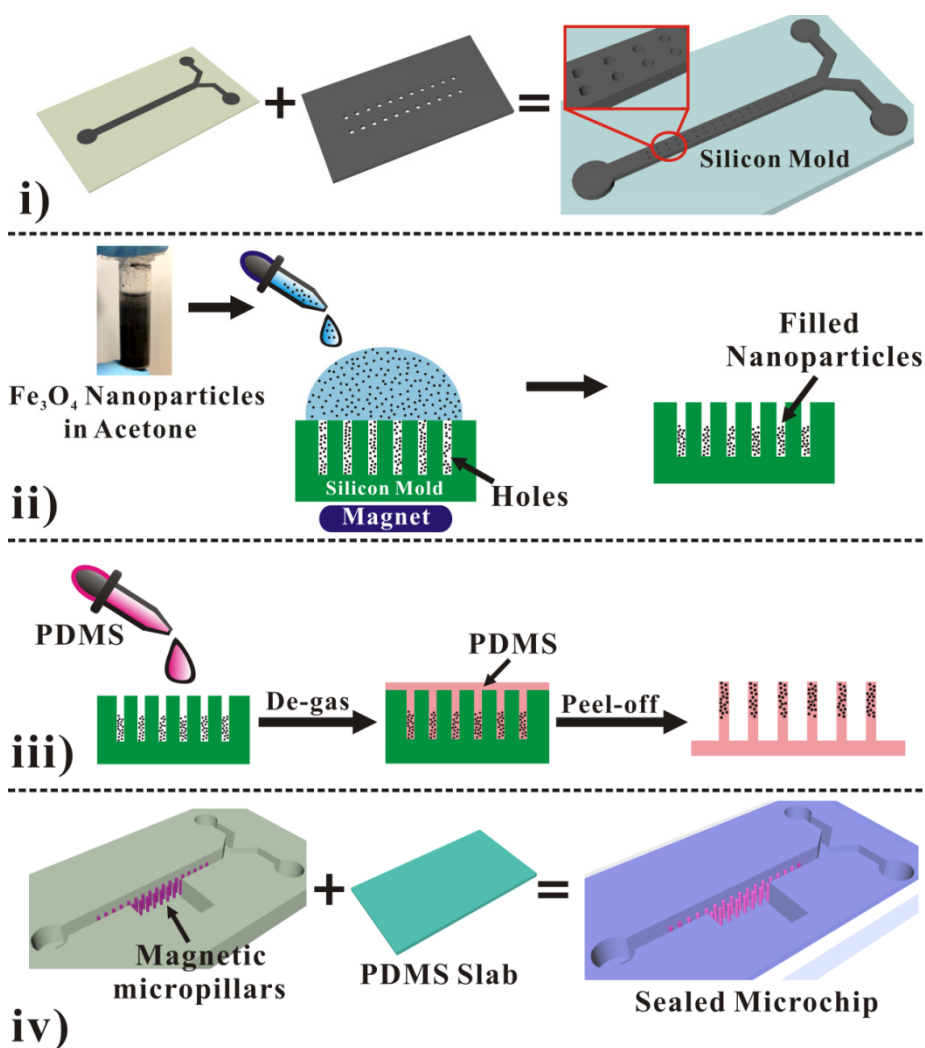 +
=
Silicon Mold
i)
Fe₃O₄ Nanoparticles
in Acetone
Filled
Nanoparticles
Silicon Mold
Holes
Magnet
ii)
PDMS
PDMS
De-gas
Peel-off
iii)
+
=
Magnetic
micropillars
PDMS Slab
Sealed Microchip
iv)